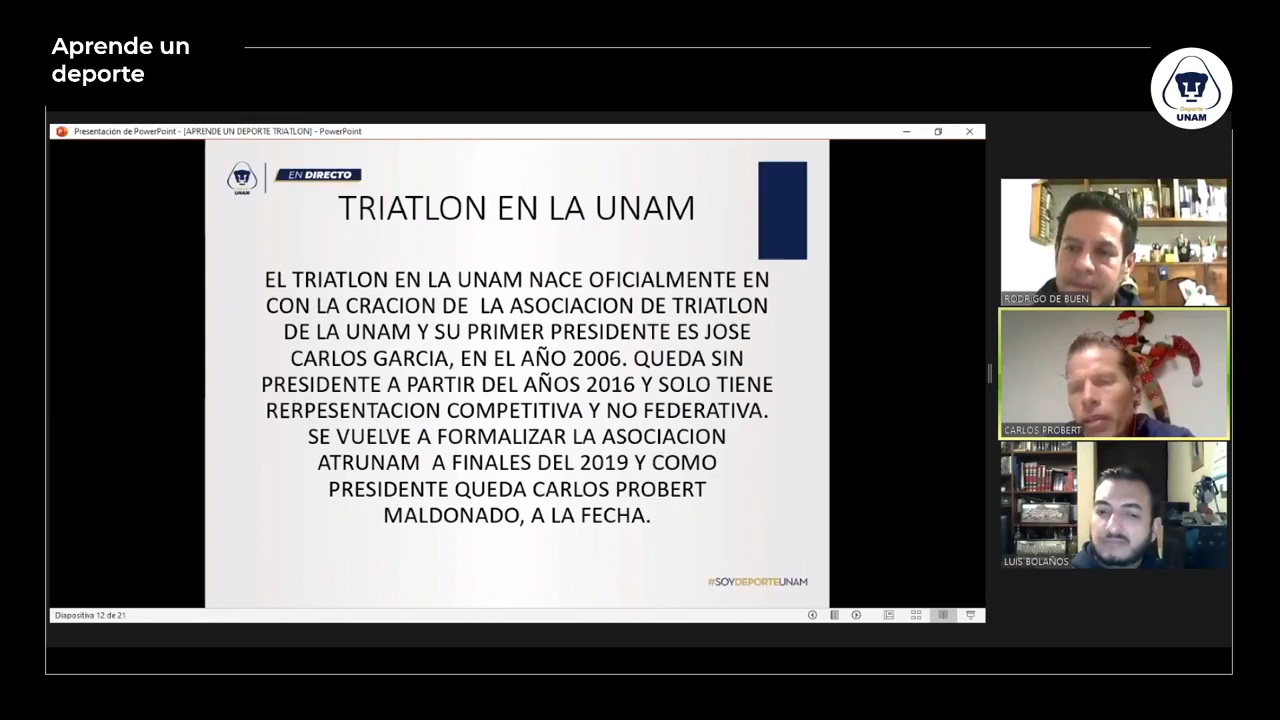 Aprende un
deporte
Deporte
UNAM
Presentación de PowerPoint - [APRENDE UN DEPORTE TRIATLON] - PowerPoint
UNAM
EN DIRECTO
TRIATLON EN LA UNAM
EL TRIATLON EN LA UNAM NACE OFICIALMENTE EN
CON LA CRACION DE LA ASOCIACION DE TRIATLON
DE LA UNAM Y SU PRIMER PRESIDENTE ES JOSE
CARLOS GARCIA, EN EL AÑO 2006. QUEDA SIN
PRESIDENTE A PARTIR DEL AÑOS 2016 Y SOLO TIENE
RERPESENTACION COMPETITIVA Y NO FEDERATIVA.
SE VUELVE A FORMALIZAR LA ASOCIACION
ATRUNAM A FINALES DEL 2019 Y COMO
PRESIDENTE QUEDA CARLOS PROBERT
MALDONADO, A LA FECHA.
#SOYDEPORTEUNAM
Diapositiva 12 de 21
RODRIGO DE BUEN
CARLOS PROBERT
LUIS BOLAÑOS